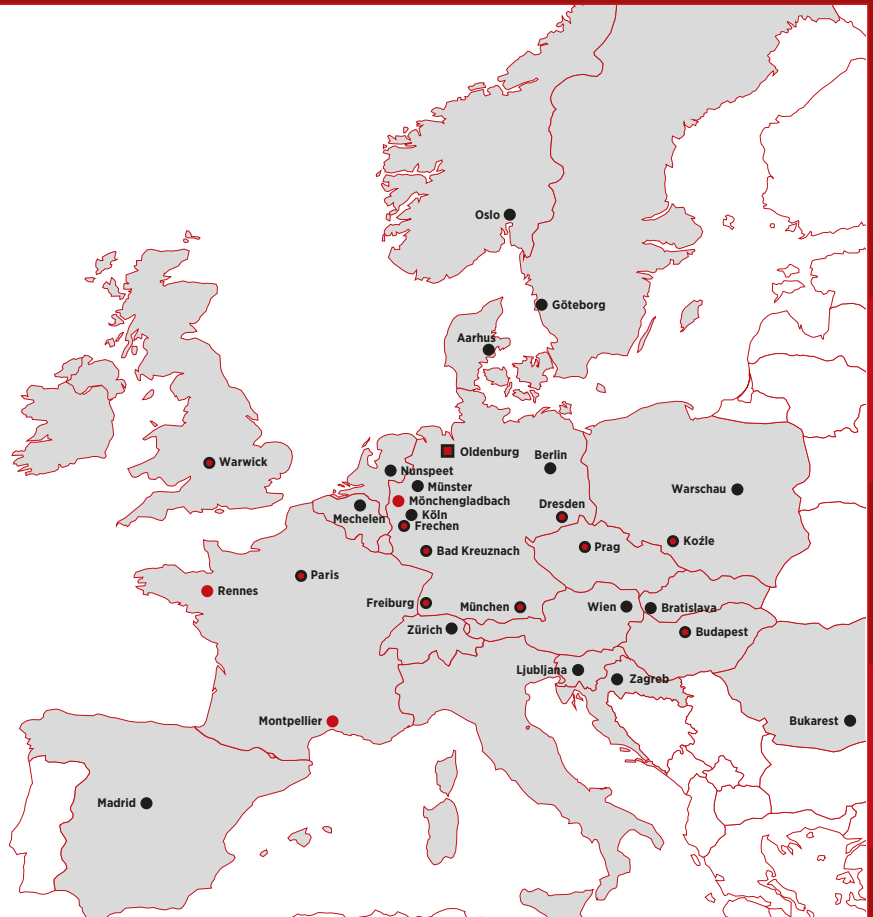 Oslo
Göteborg
Aarhus
Oldenburg
Berlin
Warwick
Nunspeet
Münster
Warschau
Mönchengladbach
Dresden
Köln
Mechelen
Frechen
Koźle
Prag
Bad Kreuznach
Paris
Rennes
Freiburg
München
Wien
Bratislava
Zürich
Budapest
Ljubljana
Zagreb
Montpellier
Bukarest
Madrid